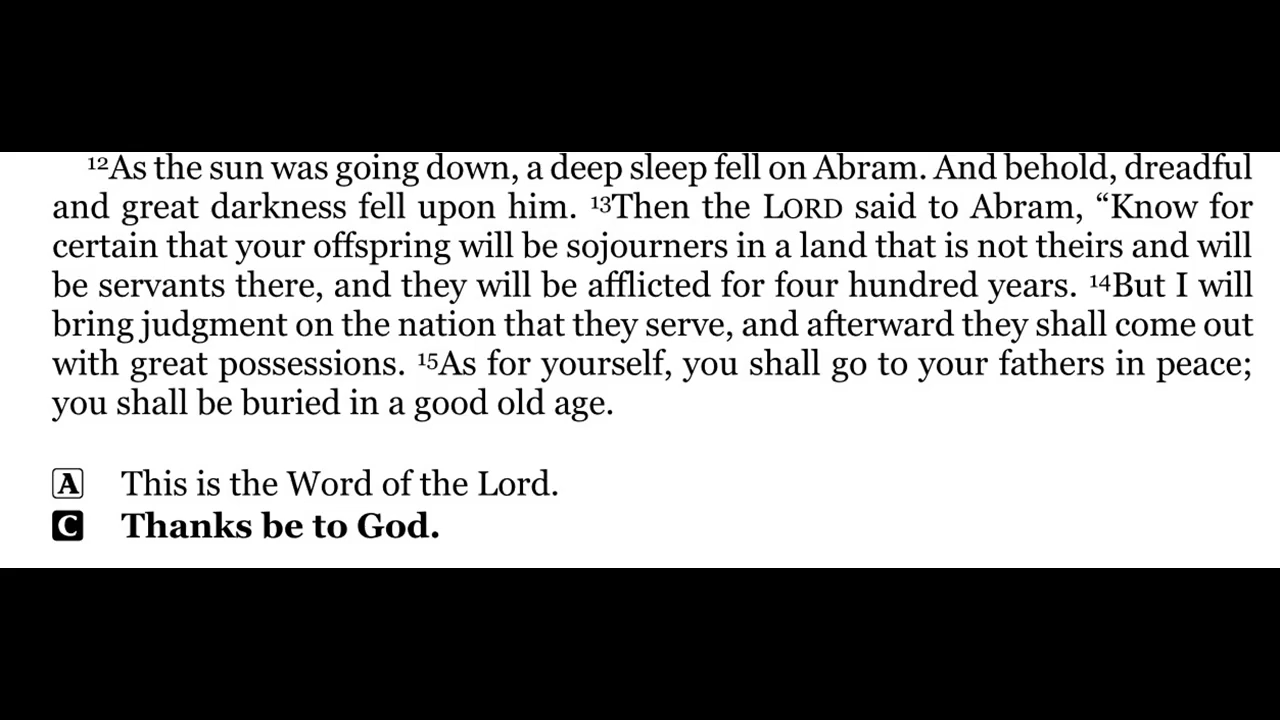 ¹²As the sun was going down, a deep sleep fell on Abram. And behold, dreadful
and great darkness fell upon him. ¹³Then the LORD said to Abram, “Know for
certain that your offspring will be sojourners in a land that is not theirs and will
be servants there, and they will be afflicted for four hundred years. ¹⁴But I will
bring judgment on the nation that they serve, and afterward they shall come out
with great possessions. ¹⁵As for yourself, you shall go to your fathers in peace;
you shall be buried in a good old age.
A This is the Word of the Lord.
C Thanks be to God.